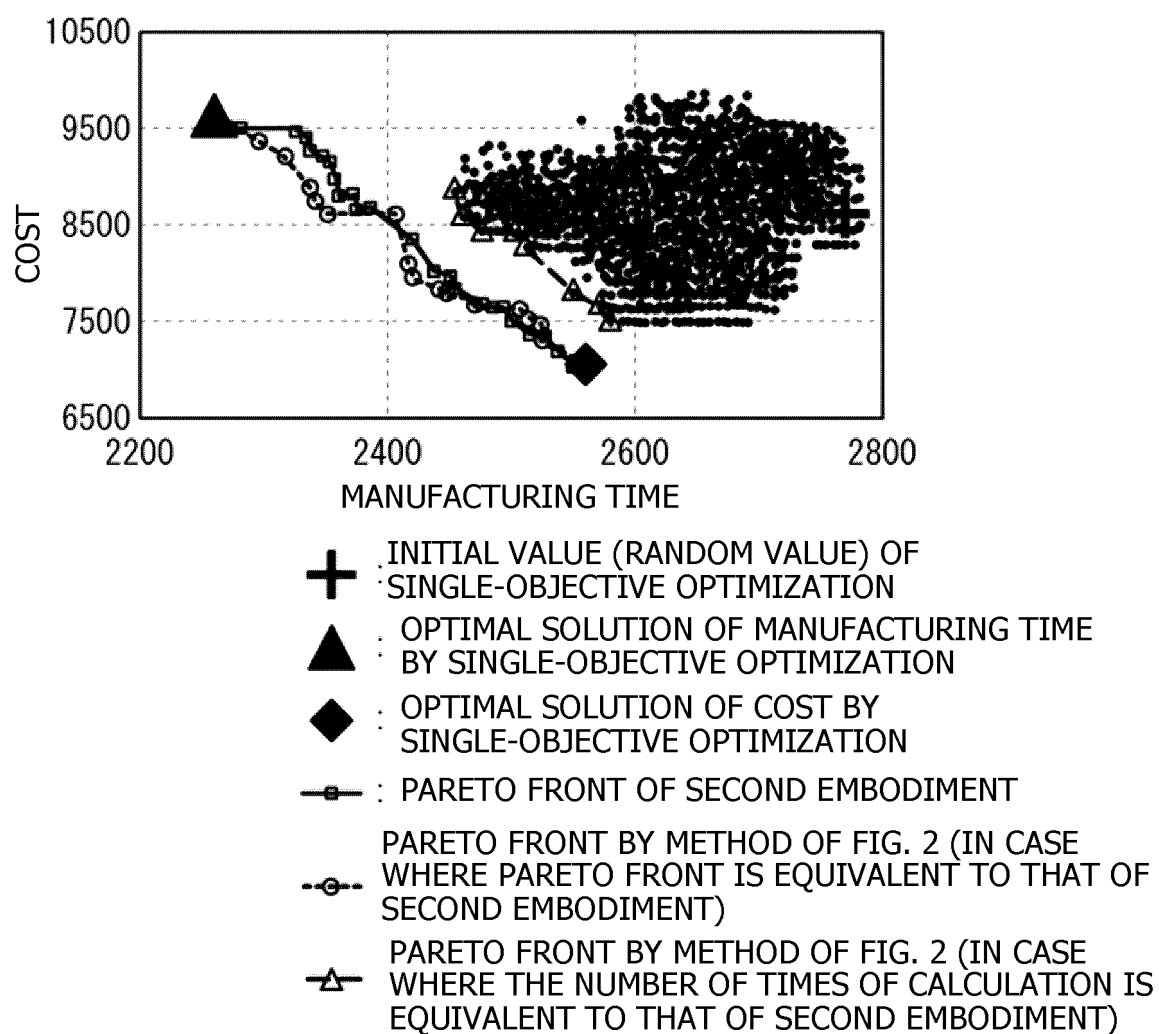 10500
9500
8500
7500
6500
COST
2200 2400 2600 2800
MANUFACTURING TIME
: INITIAL VALUE (RANDOM VALUE) OF
SINGLE-OBJECTIVE OPTIMIZATION
: OPTIMAL SOLUTION OF MANUFACTURING TIME
BY SINGLE-OBJECTIVE OPTIMIZATION
: OPTIMAL SOLUTION OF COST BY
SINGLE-OBJECTIVE OPTIMIZATION
: PARETO FRONT OF SECOND EMBODIMENT
PARETO FRONT BY METHOD OF FIG. 2 (IN CASE
: WHERE PARETO FRONT IS EQUIVALENT TO THAT OF
SECOND EMBODIMENT)
PARETO FRONT BY METHOD OF FIG. 2 (IN CASE
: WHERE THE NUMBER OF TIMES OF CALCULATION IS
EQUIVALENT TO THAT OF SECOND EMBODIMENT)